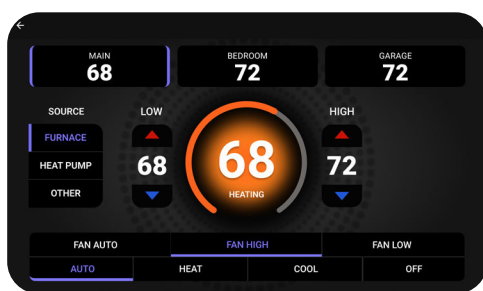 MAIN
68
BEDROOM
72
GARAGE
72
SOURCE
FURNACE
HEAT PUMP
OTHER
LOW
68
68
HEATING
HIGH
72
FAN AUTO
FAN HIGH
FAN LOW
AUTO
HEAT
COOL
OFF